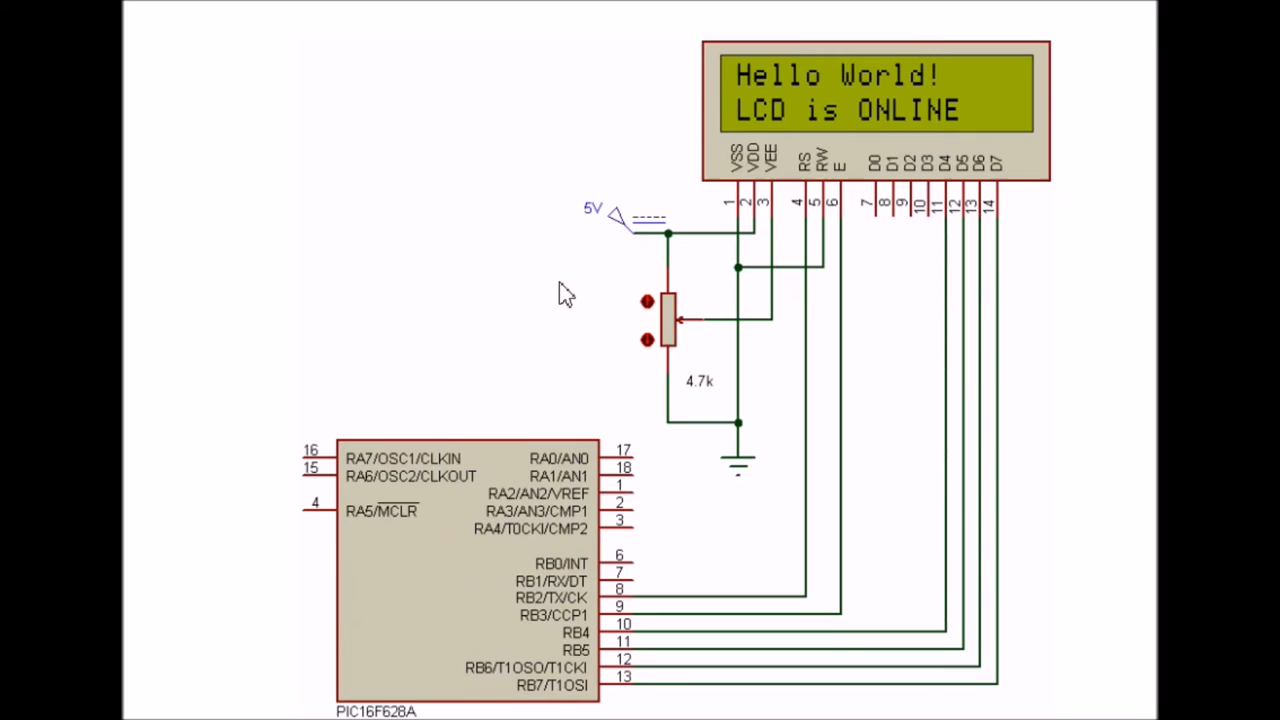 Hello World!
LCD is ONLINE
VSS VDD VEE RS RW E D0 D1 D2 D3 D4 D5 D6 D7
1 2 3 4 5 6 7 8 9 10 11 12 13 14
5V
4.7k
16 RA7/OSC1/CLKIN RA0/AN0 17
15 RA6/OSC2/CLKOUT RA1/AN1 18
RA2/AN2/VREF 1
4 RA5/MCLR RA3/AN3/CMP1 2
RA4/T0CKI/CMP2 3
RB0/INT 6
RB1/RX/DT 7
RB2/TX/CK 8
RB3/CCP1 9
RB4 10
RB5 11
RB6/T1OSO/T1CKI 12
RB7/T1OSI 13
PIC16F628A